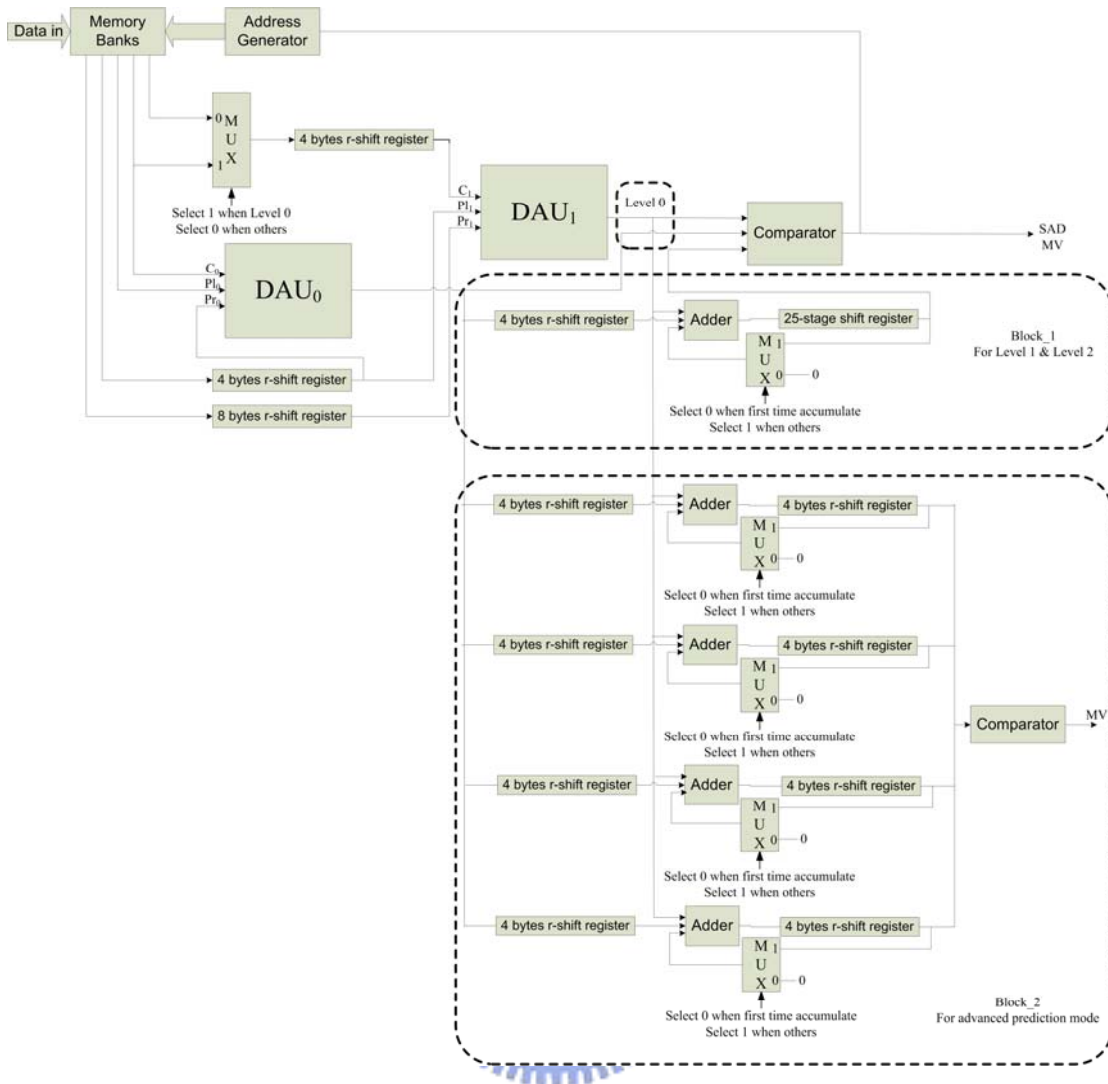 Data in
Memory
Banks
Address
Generator
0
1
M
U
X
4 bytes r-shift register
Select 1 when Level 0
Select 0 when others
C₁
Pl₁
Pr₁
DAU₁
Level 0
Comparator
SAD
MV
C₀
Pl₀
Pr₀
DAU₀
4 bytes r-shift register
8 bytes r-shift register
4 bytes r-shift register
Adder
25-stage shift register
M
U
X
1
0
0
Select 0 when first time accumulate
Select 1 when others
Block_1
For Level 1 & Level 2
4 bytes r-shift register
Adder
4 bytes r-shift register
M
U
X
1
0
0
Select 0 when first time accumulate
Select 1 when others
4 bytes r-shift register
Adder
4 bytes r-shift register
M
U
X
1
0
0
Select 0 when first time accumulate
Select 1 when others
Comparator
MV
4 bytes r-shift register
Adder
4 bytes r-shift register
M
U
X
1
0
0
Select 0 when first time accumulate
Select 1 when others
4 bytes r-shift register
Adder
4 bytes r-shift register
M
U
X
1
0
0
Select 0 when first time accumulate
Select 1 when others
Block_2
For advanced prediction mode